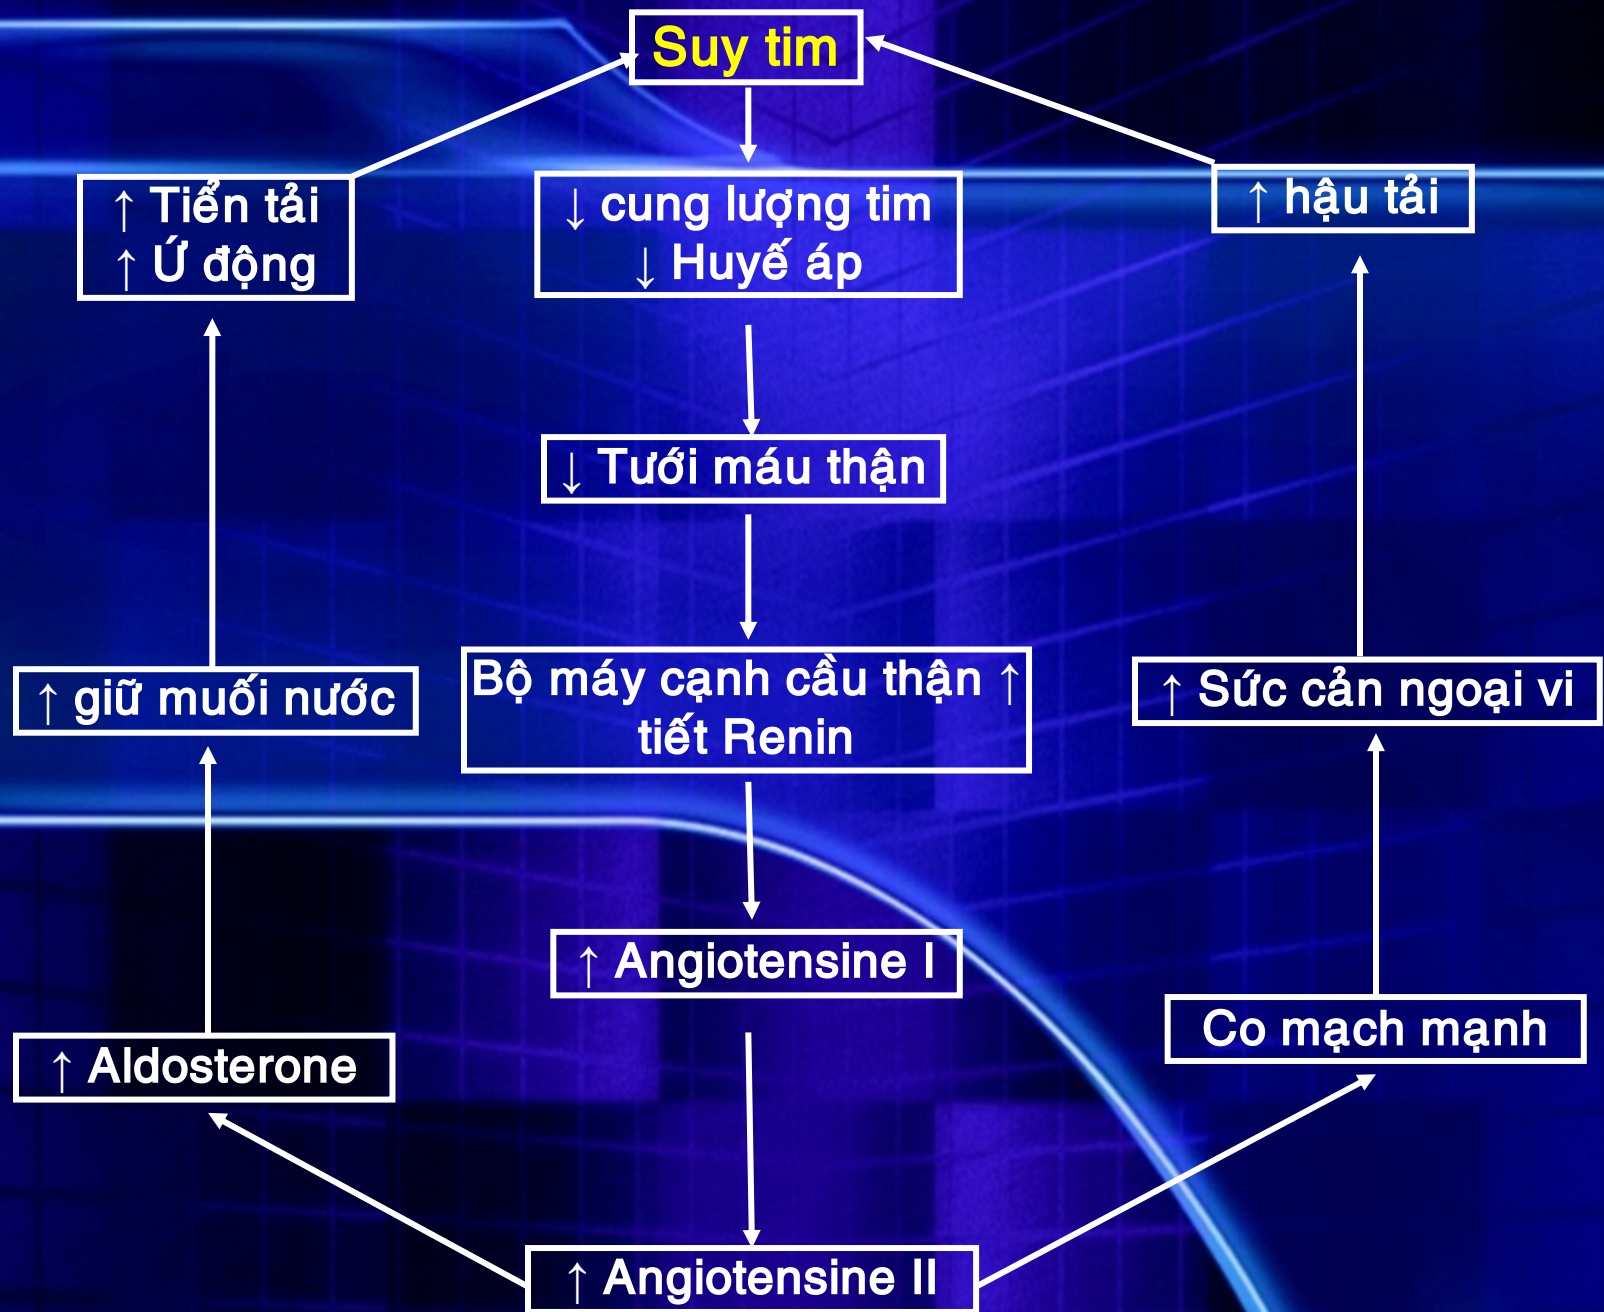 Suy tim
↑ Tiển tải
↑ Ứ động
↓ cung lượng tim
↓ Huyế áp
↑ hậu tải
↓ Tưới máu thận
↑ giữ muối nước
Bộ máy cạnh cầu thận ↑
tiết Renin
↑ Sức cản ngoại vi
↑ Angiotensine I
↑ Aldosterone
Co mạch mạnh
↑ Angiotensine II